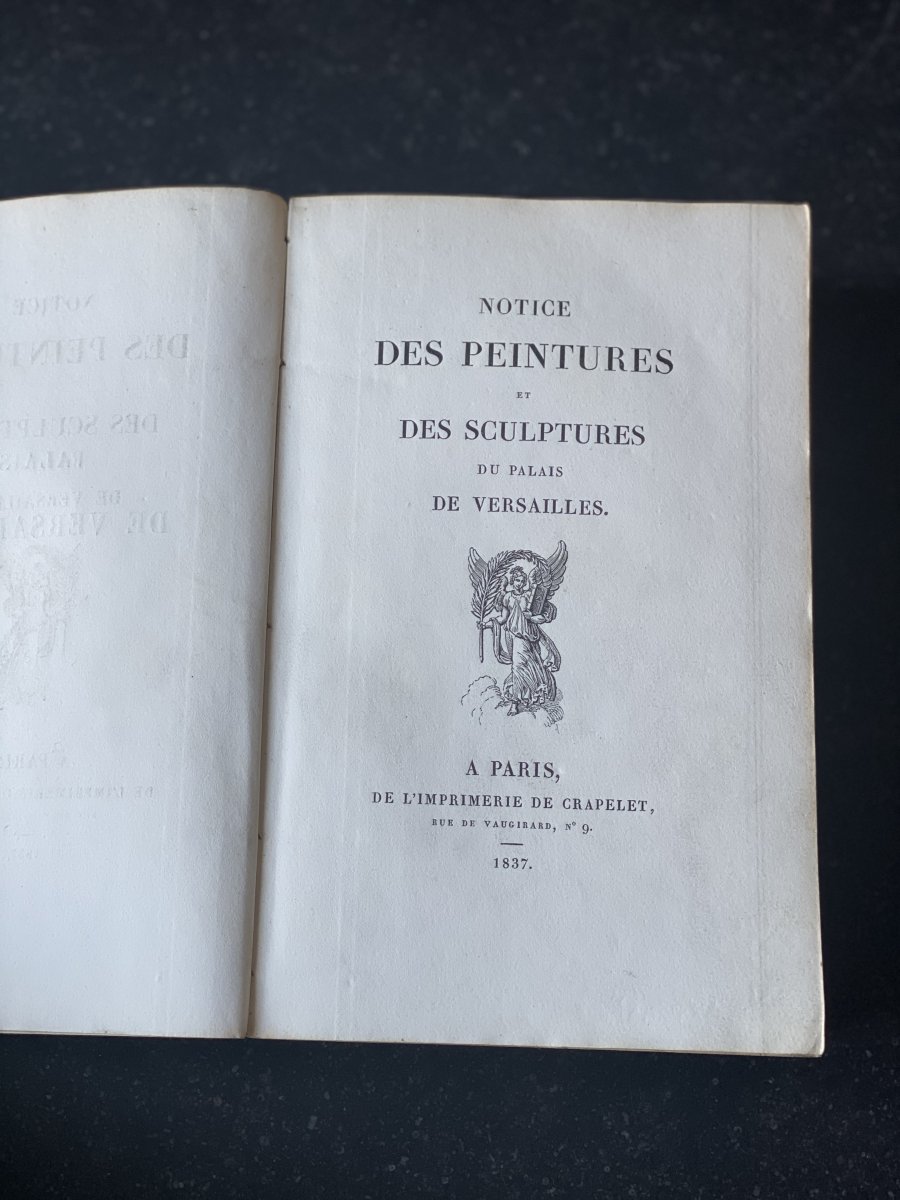 NOTICE
DES PEINTURES
ET
DES SCULPTURES
DU PALAIS
DE VERSAILLES.
A PARIS,
DE L'IMPRIMERIE DE CRAPELET,
RUE DE VAUGIRARD, N° 9.
1837.